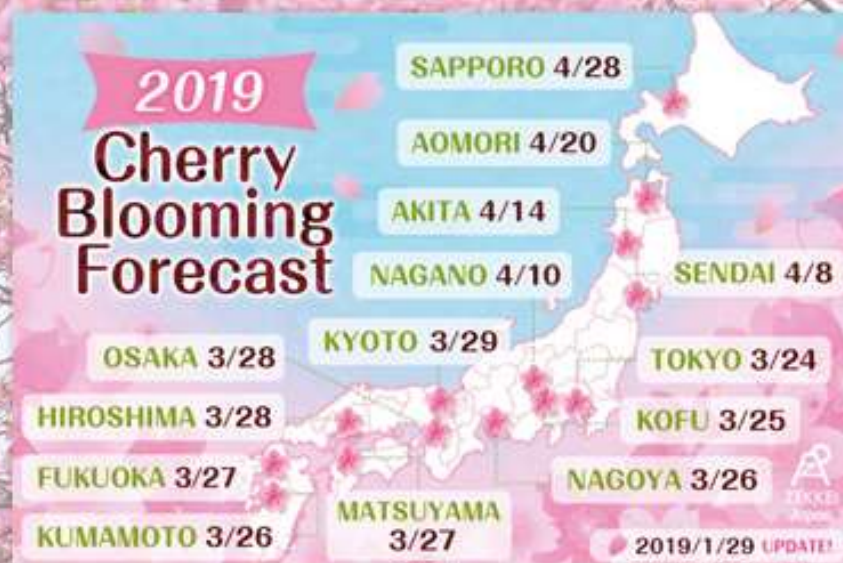 2019
Cherry
Blooming
Forecast
SAPPORO 4/28
AOMORI 4/20
AKITA 4/14
NAGANO 4/10
SENDAI 4/8
KYOTO 3/29
OSAKA 3/28
TOKYO 3/24
HIROSHIMA 3/28
KOFU 3/25
FUKUOKA 3/27
NAGOYA 3/26
MATSUYAMA
3/27
KUMAMOTO 3/26
ZEKKEI
Japan
2019/1/29 UPDATE!